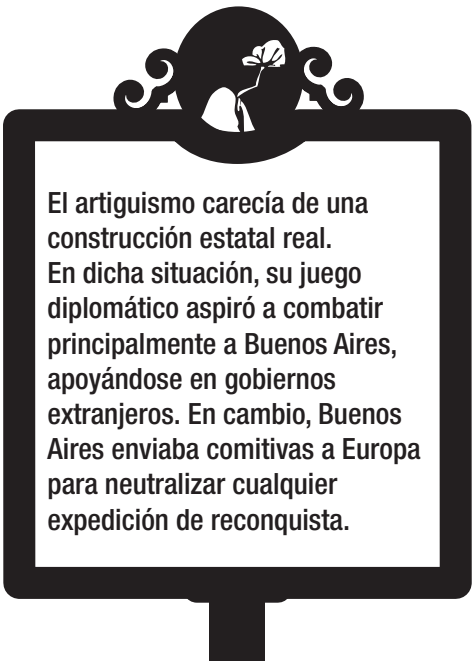 El artiguismo carecía de una
construcción estatal real.
En dicha situación, su juego
diplomático aspiró a combatir
principalmente a Buenos Aires,
apoyándose en gobiernos
extranjeros. En cambio, Buenos
Aires enviaba comitivas a Europa
para neutralizar cualquier
expedición de reconquista.